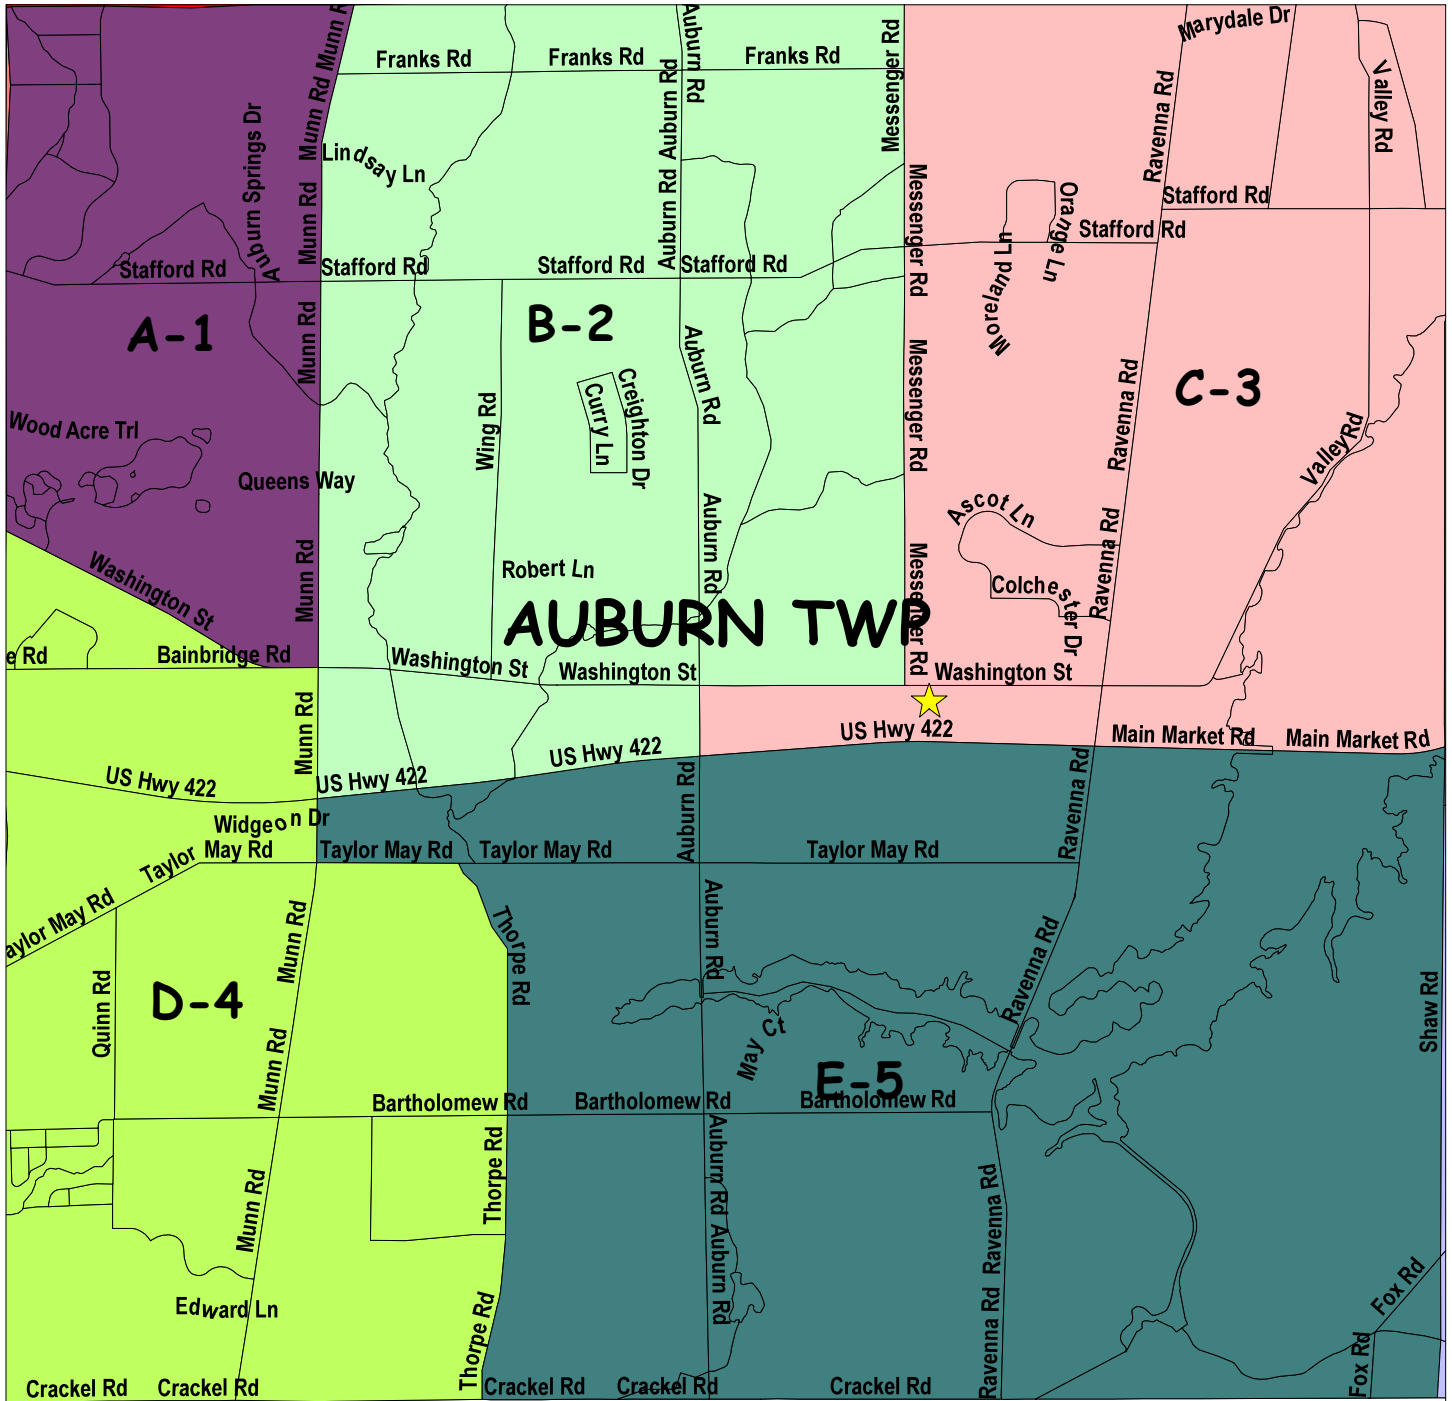 Munn Rd
Auburn Rd
Messenger Rd
Marydale Dr
Franks Rd
Franks Rd
Franks Rd
Munn Rd
Auburn Rd
Auburn Springs Dr
Ravenna Rd
Valley Rd
Lindsay Ln
Munn Rd
Auburn Rd
Messenger Rd
Orange Ln
Stafford Rd
Stafford Rd
Stafford Rd
Stafford Rd
Stafford Rd
Stafford Rd
Moreland Ln
A-1
B-2
C-3
Munn Rd
Auburn Rd
Messenger Rd
Ravenna Rd
Wood Acre Trl
Wing Rd
Curry Ln
Creighton Dr
Valley Rd
Queens Way
Auburn Rd
Ascot Ln
Munn Rd
Washington St
Robert Ln
Messenger Rd
Colchester Dr
Ravenna Rd
AUBURN TWP
e Rd
Bainbridge Rd
Washington St
Washington St
Washington St
Munn Rd
US Hwy 422
US Hwy 422
US Hwy 422
US Hwy 422
Main Market Rd
Main Market Rd
Widgeon Dr
Auburn Rd
Ravenna Rd
Taylor
May Rd
Taylor May Rd
Taylor May Rd
Taylor May Rd
aylor May Rd
Munn Rd
Thorpe Rd
Auburn Rd
Ravenna Rd
Quinn Rd
D-4
Shaw Rd
Munn Rd
May Ct
E-5
Bartholomew Rd
Bartholomew Rd
Bartholomew Rd
Munn Rd
Thorpe Rd
Auburn Rd
Ravenna Rd
Auburn Rd
Edward Ln
Fox Rd
Thorpe Rd
Ravenna Rd
Fox Rd
Crackel Rd
Crackel Rd
Crackel Rd
Crackel Rd
Crackel Rd